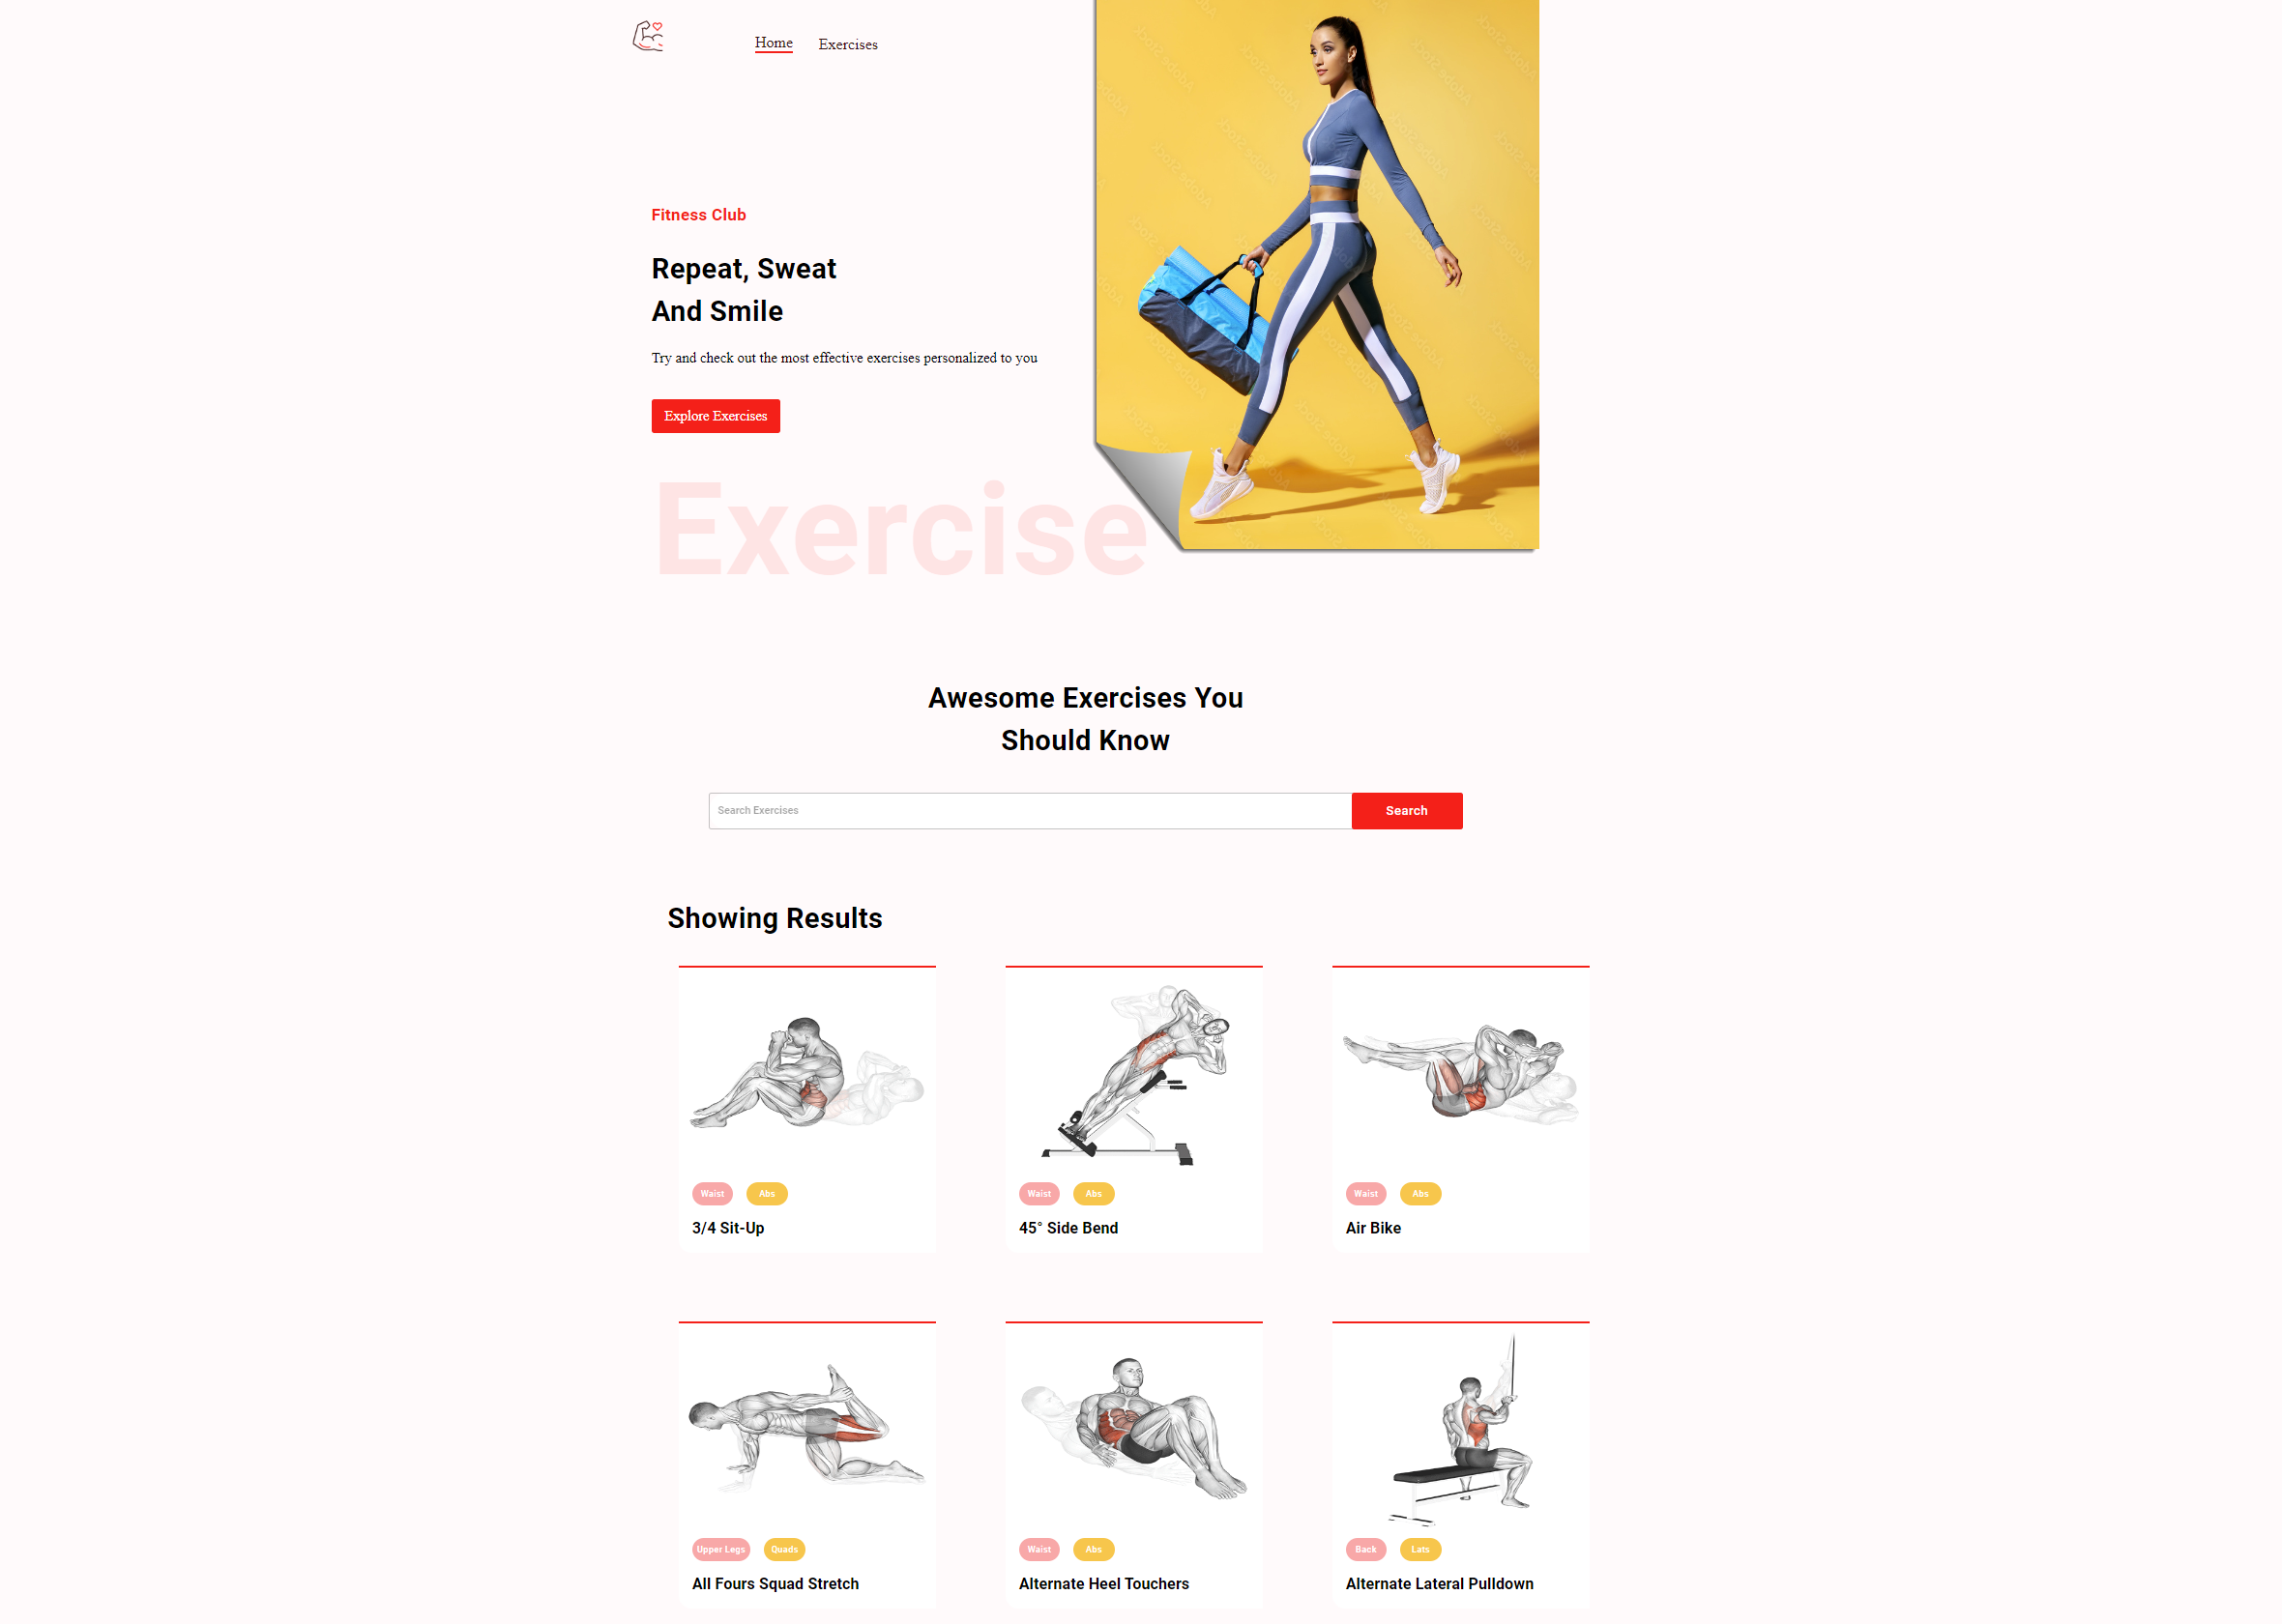 Home
Exercises
Fitness Club
Repeat, Sweat
And Smile
Try and check out the most effective exercises personalized to you
Explore Exercises
Exercise
Awesome Exercises You
Should Know
Search Exercises
Search
Showing Results
Waist
Abs
3/4 Sit-Up
Waist
Abs
45° Side Bend
Waist
Abs
Air Bike
Upper Legs
Quads
All Fours Squad Stretch
Waist
Abs
Alternate Heel Touchers
Back
Lats
Alternate Lateral Pulldown